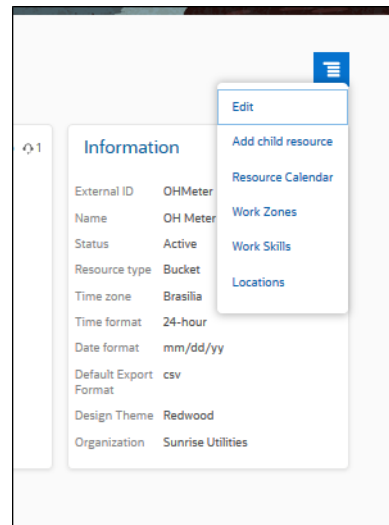 Edit
Add child resource
Resource Calendar
Work Zones
Work Skills
Locations
1
Information
External ID OHMeter
Name OH Meter
Status Active
Resource type Bucket
Time zone Brasilia
Time format 24-hour
Date format mm/dd/yy
Default Export csv
Format
Design Theme Redwood
Organization Sunrise Utilities